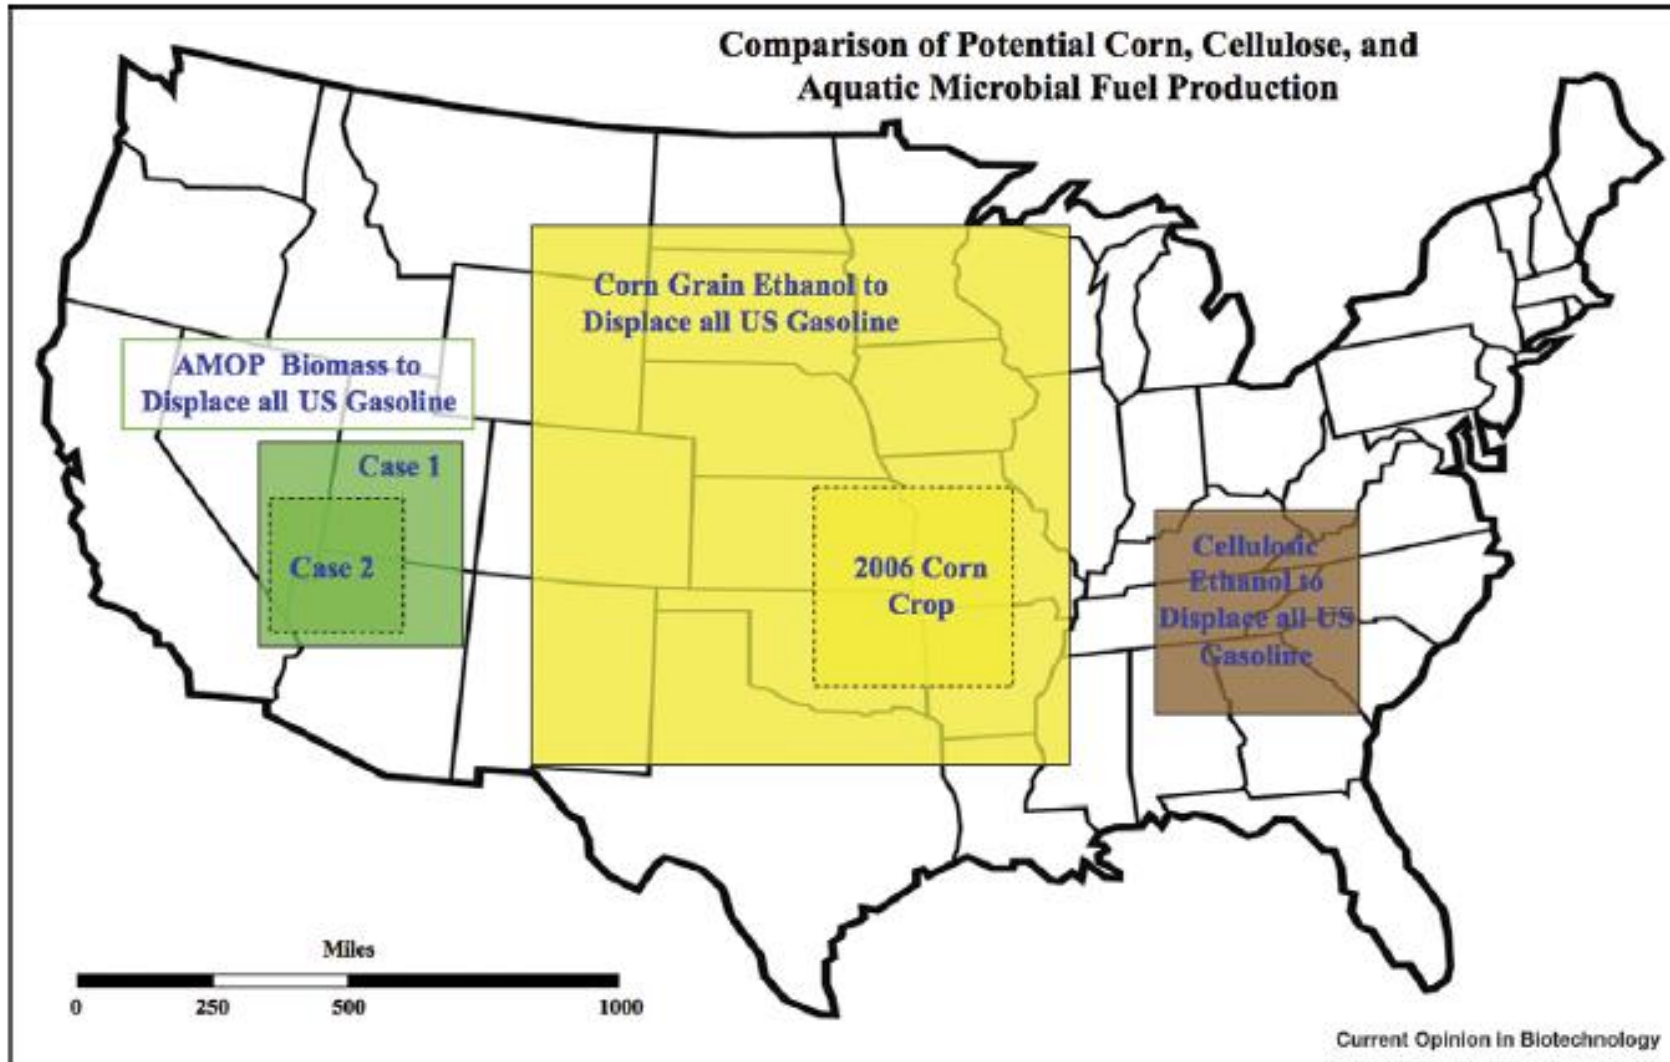 Comparison of Potential Corn, Cellulose, and
Aquatic Microbial Fuel Production
Corn Grain Ethanol to
Displace all US Gasoline
AMOP Biomass to
Displace all US Gasoline
Case 1
Case 2
2006 Corn
Crop
Cellulosic
Ethanol to
Displace all US
Gasoline
Miles
0 250 500 1000
Current Opinion in Biotechnology